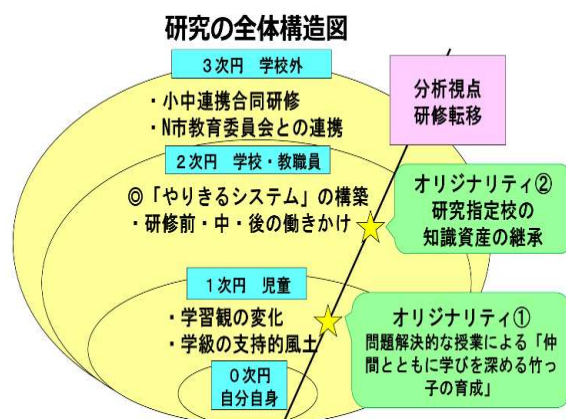 研究の全体構造図
3次円 学校外
・小中連携合同研修
・N市教育委員会との連携
分析視点
研修転移
2次円 学校・教職員
◎「やりきるシステム」の構築
・研修前・中・後の働きかけ
オリジナリティ②
研究指定校の
知識資産の継承
1次円 児童
・学習観の変化
・学級の支持的風土
オリジナリティ①
問題解決的な授業による「仲
間とともに学びを深める竹っ
子の育成」
0次円
自分自身